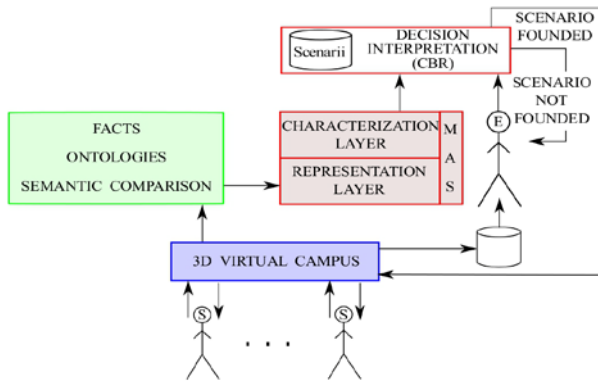 DECISION
INTERPRETATION
(CBR)
Scenarii
SCENARIO
FOUNDED
SCENARIO
NOT
FOUNDED
E
FACTS
ONTOLOGIES
SEMANTIC COMPARISON
CHARACTERIZATION
LAYER
REPRESENTATION
LAYER
M
A
S
3D VIRTUAL CAMPUS
S
. . .
S